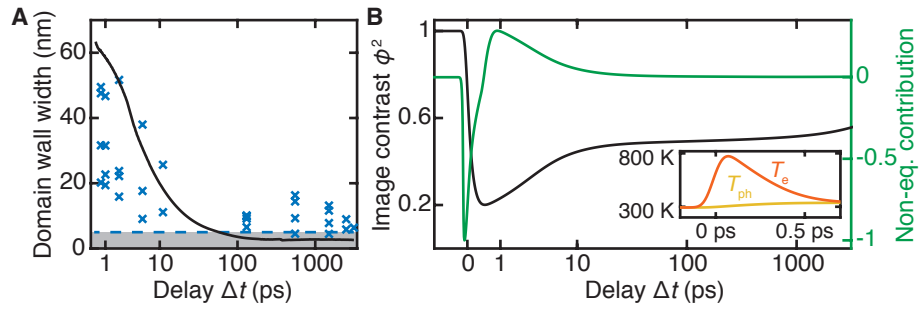 A
Domain wall width (nm)
60
40
20
0
1
10
100
1000
Delay Δt (ps)
B
Image contrast ϕ²
1
0.6
0.2
0
1
10
100
1000
Delay Δt (ps)
0
-0.5
-1
Non-eq. contribution
800 K
300 K
Tₑ
Tₚₕ
0 ps
0.5 ps